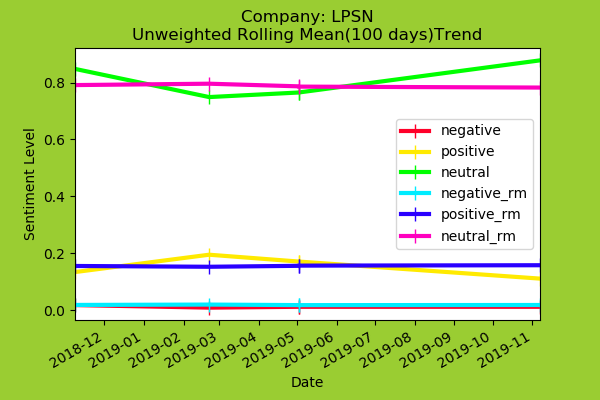 Company: LPSN
Unweighted Rolling Mean(100 days)Trend
Sentiment Level
0.8
0.6
0.4
0.2
0.0
negative
positive
neutral
negative_rm
positive_rm
neutral_rm
2018-12
2019-01
2019-02
2019-03
2019-04
2019-05
2019-06
2019-07
2019-08
2019-09
2019-10
2019-11
Date